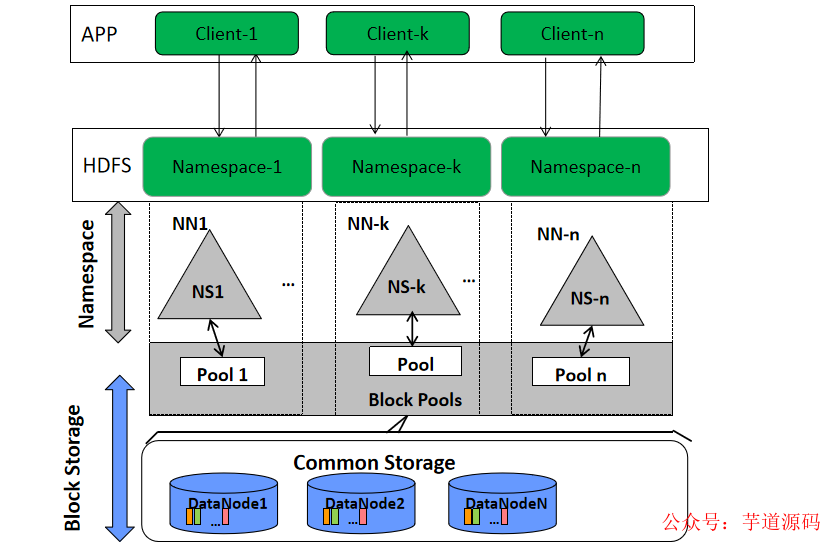 APP
Client-1
Client-k
Client-n
HDFS
Namespace-1
Namespace-k
Namespace-n
Namespace
NN1
NN-k
NN-n
NS1
...
NS-k
...
NS-n
Pool 1
Pool
Pool n
Block Pools
Block Storage
Common Storage
DataNode1
DataNode2
DataNodeN
...
...
...
公众号：芋道源码